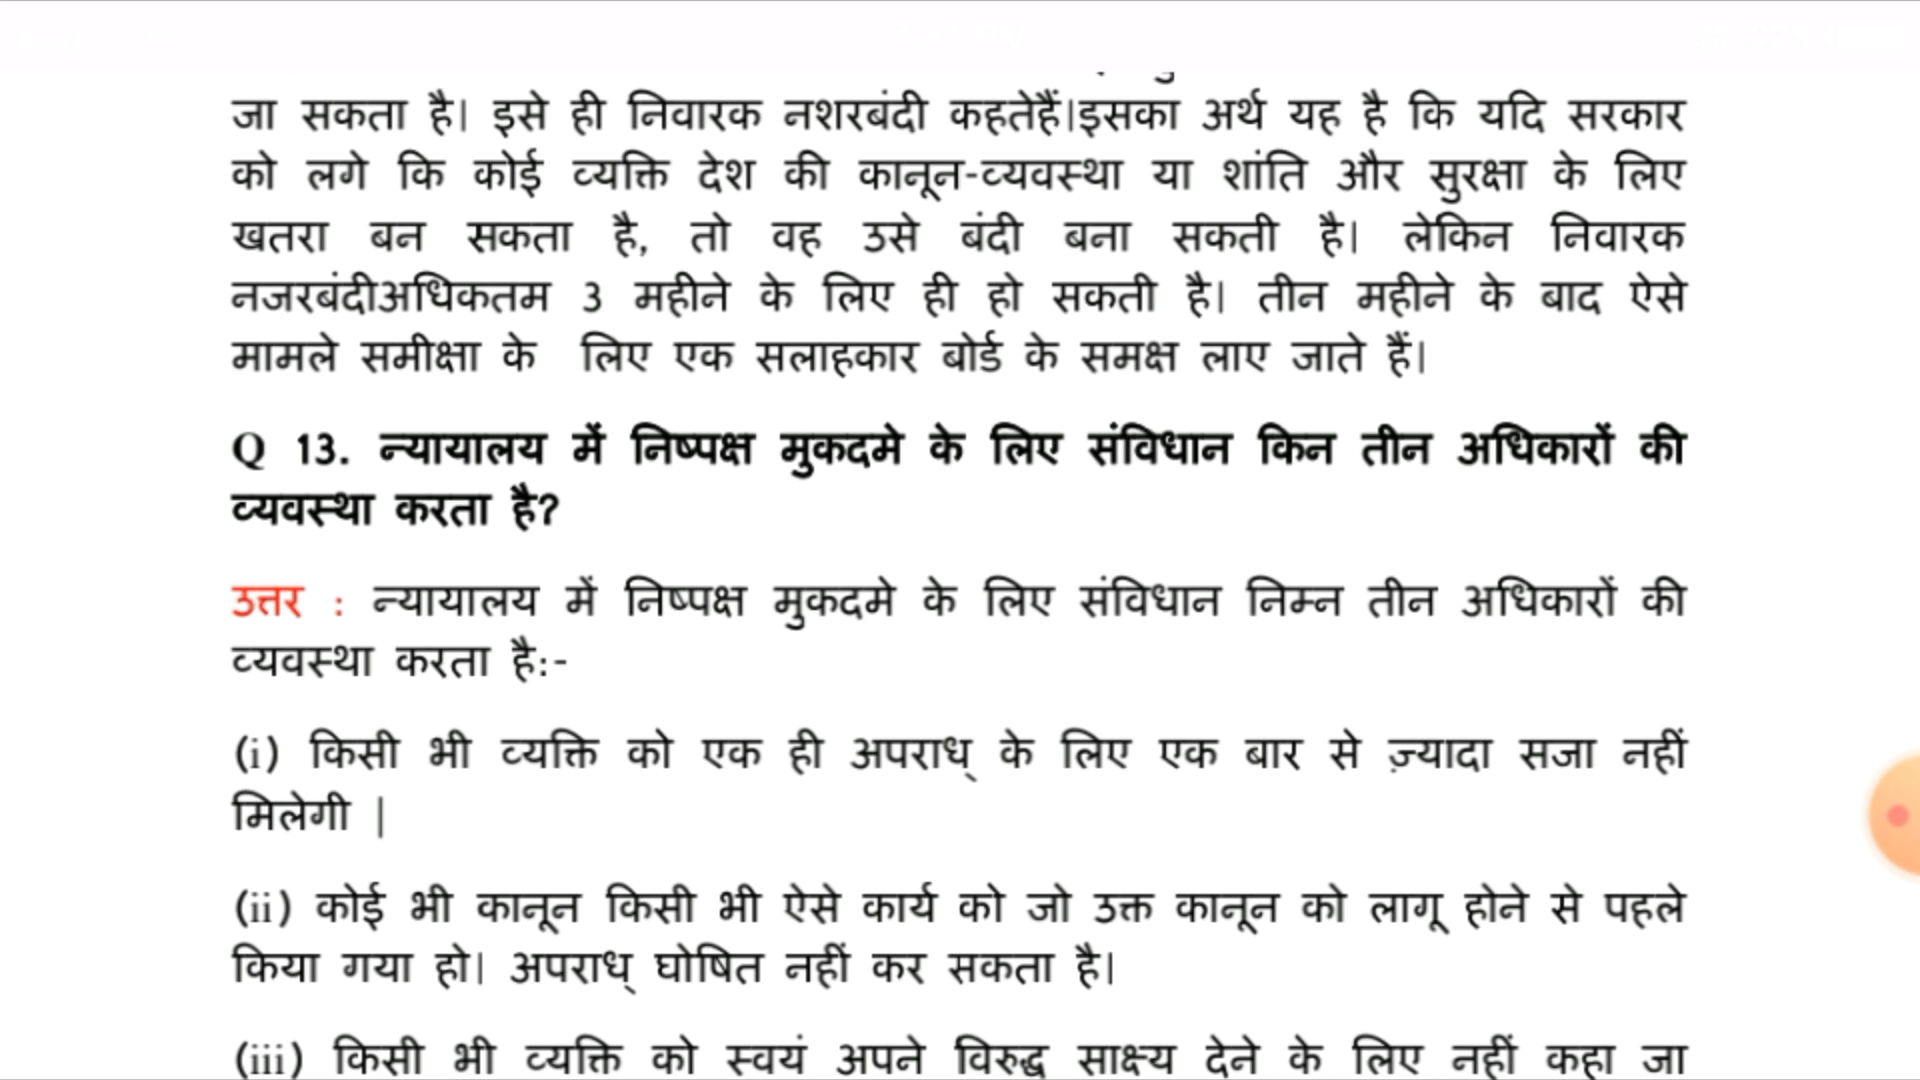 जा सकता है। इसे ही निवारक नशरबंदी कहतेहैं।इसका अर्थ यह है कि यदि सरकार
को लगे कि कोई व्यक्ति देश की कानून-व्यवस्था या शांति और सुरक्षा के लिए
खतरा बन सकता है, तो वह उसे बंदी बना सकती है। लेकिन निवारक
नजरबंदीअधिकतम 3 महीने के लिए ही हो सकती है। तीन महीने के बाद ऐसे
मामले समीक्षा के लिए एक सलाहकार बोर्ड के समक्ष लाए जाते हैं।
Q 13. न्यायालय में निष्पक्ष मुकदमे के लिए संविधान किन तीन अधिकारों की
व्यवस्था करता है?
उत्तर : न्यायालय में निष्पक्ष मुकदमे के लिए संविधान निम्न तीन अधिकारों की
व्यवस्था करता है:-
(i) किसी भी व्यक्ति को एक ही अपराध् के लिए एक बार से ज़्यादा सजा नहीं
मिलेगी |
(ii) कोई भी कानून किसी भी ऐसे कार्य को जो उक्त कानून को लागू होने से पहले
किया गया हो। अपराध् घोषित नहीं कर सकता है।
(iii) किसी भी व्यक्ति को स्वयं अपने विरुद्ध साक्ष्य देने के लिए नहीं कहा जा